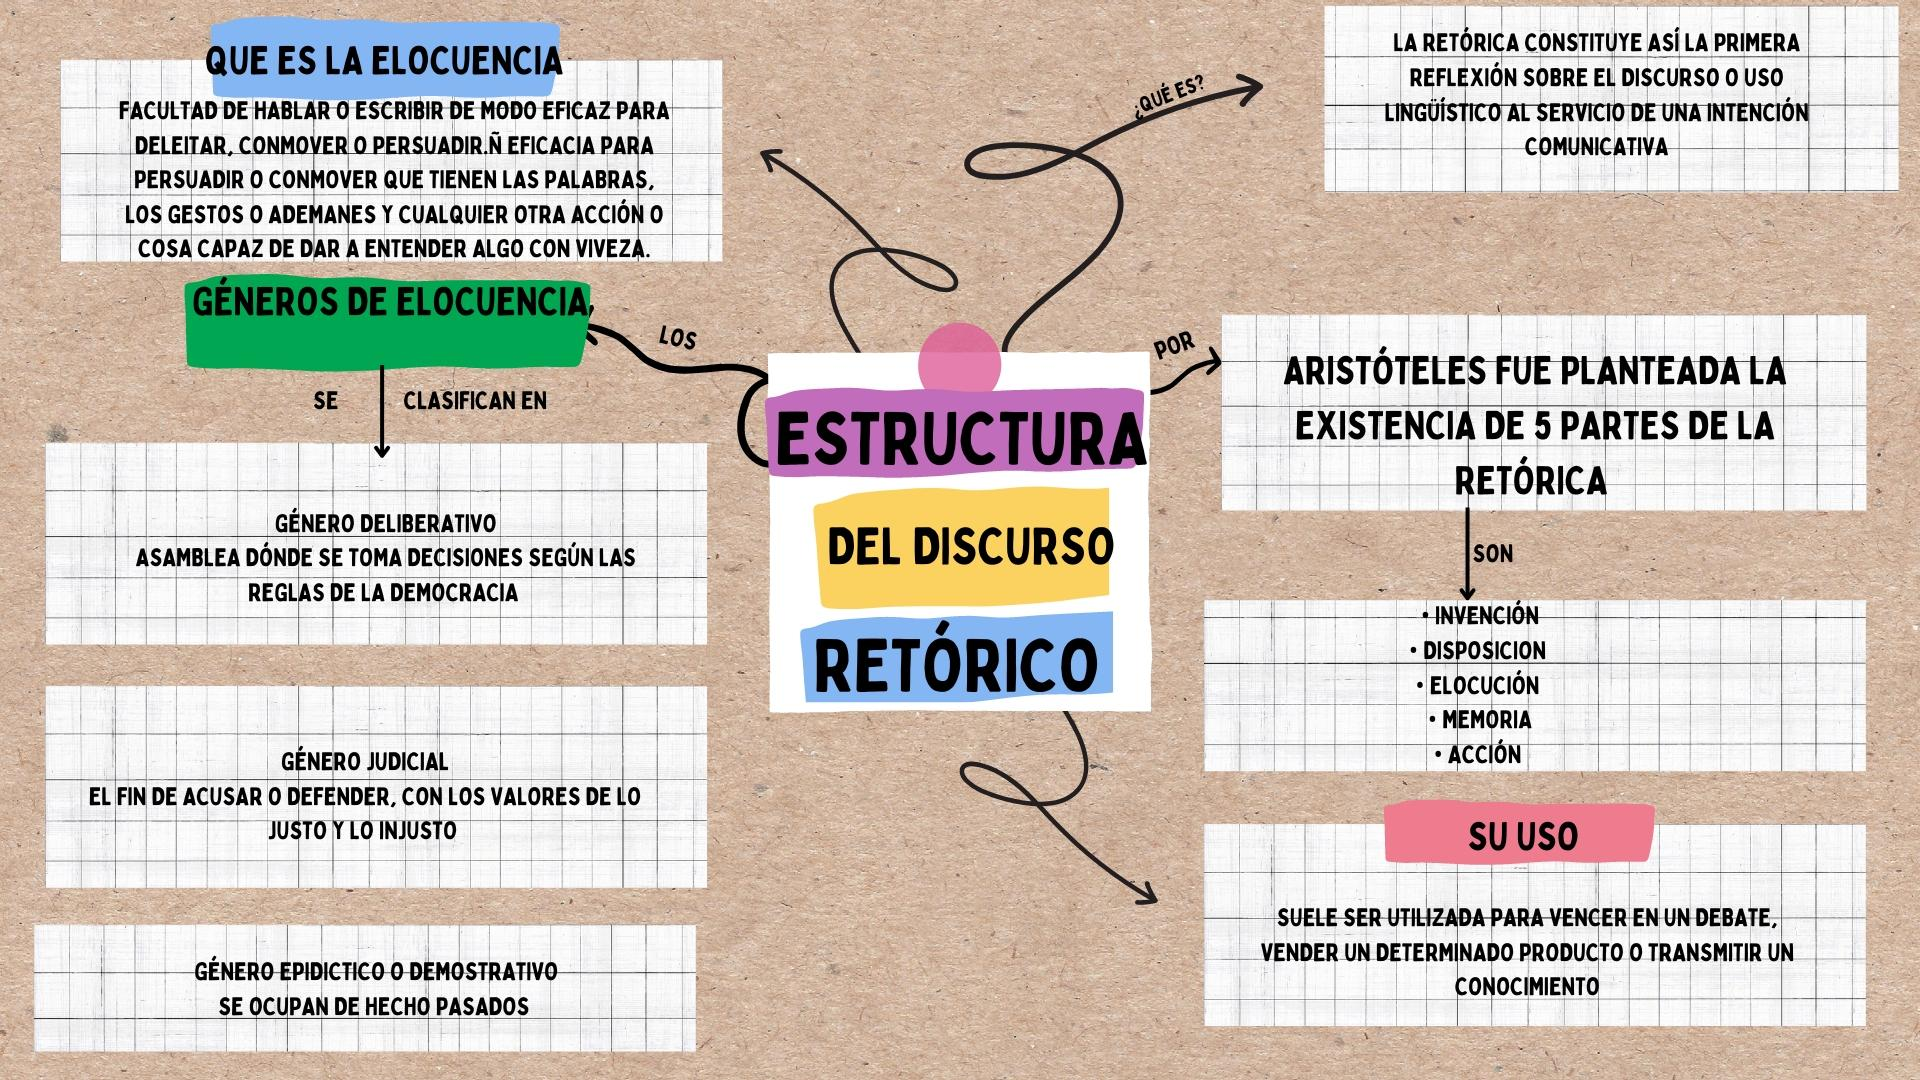 QUE ES LA ELOCUENCIA
FACULTAD DE HABLAR O ESCRIBIR DE MODO EFICAZ PARA
DELEITAR, CONMOVER O PERSUADIR.Ñ EFICACIA PARA
PERSUADIR O CONMOVER QUE TIENEN LAS PALABRAS,
LOS GESTOS O ADEMANES Y CUALQUIER OTRA ACCIÓN O
COSA CAPAZ DE DAR A ENTENDER ALGO CON VIVEZA.
GÉNEROS DE ELOCUENCIA,
LOS
SE CLASIFICAN EN
GÉNERO DELIBERATIVO
ASAMBLEA DÓNDE SE TOMA DECISIONES SEGÚN LAS
REGLAS DE LA DEMOCRACIA
GÉNERO JUDICIAL
EL FIN DE ACUSAR O DEFENDER, CON LOS VALORES DE LO
JUSTO Y LO INJUSTO
GÉNERO EPIDICTICO O DEMOSTRATIVO
SE OCUPAN DE HECHO PASADOS
ESTRUCTURA
DEL DISCURSO
RETÓRICO
¿QUÉ ES?
LA RETÓRICA CONSTITUYE ASÍ LA PRIMERA
REFLEXIÓN SOBRE EL DISCURSO O USO
LINGÜÍSTICO AL SERVICIO DE UNA INTENCIÓN
COMUNICATIVA
POR
ARISTÓTELES FUE PLANTEADA LA
EXISTENCIA DE 5 PARTES DE LA
RETÓRICA
SON
• INVENCIÓN
• DISPOSICION
• ELOCUCIÓN
• MEMORIA
• ACCIÓN
SU USO
SUELE SER UTILIZADA PARA VENCER EN UN DEBATE,
VENDER UN DETERMINADO PRODUCTO O TRANSMITIR UN
CONOCIMIENTO